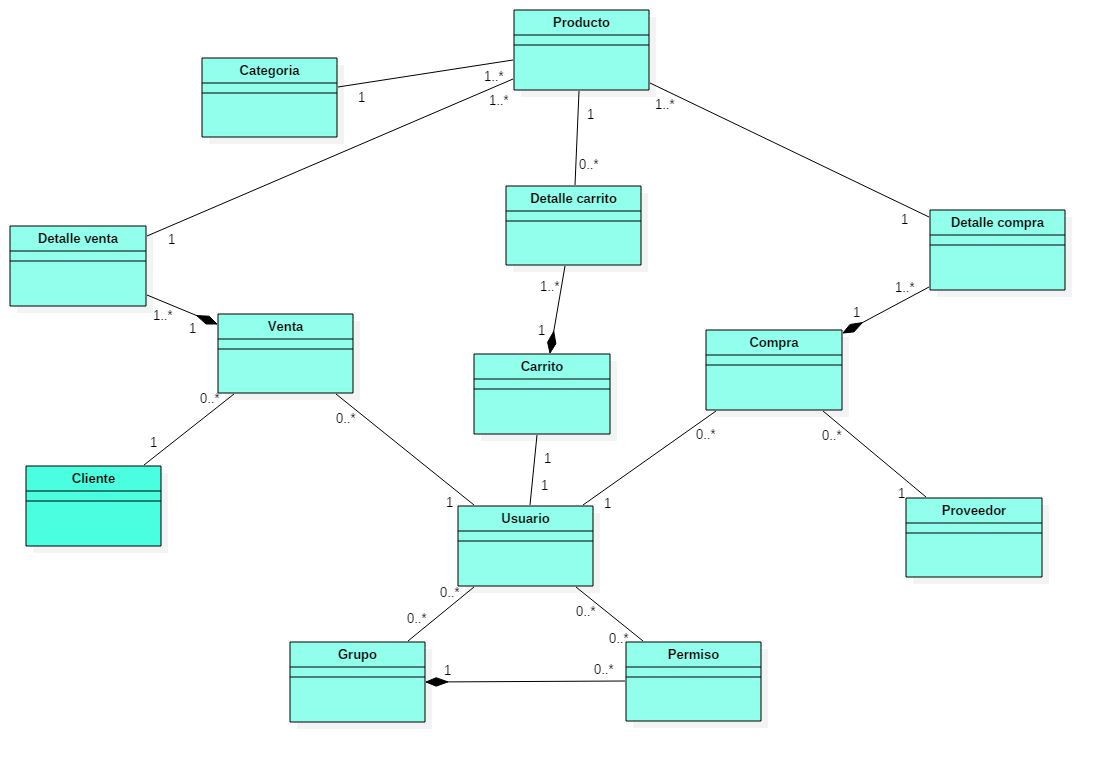 Producto
Categoria
1..*
1
1..*
1
1..*
0..*
Detalle carrito
Detalle venta
1
1
Detalle compra
1..*
1..*
1..*
1
1
1
Venta
Compra
Carrito
0..*
0..*
0..*
0..*
1
1
Cliente
1
1
1
1
Usuario
Proveedor
0..*
0..*
0..*
0..*
Grupo
Permiso
1
0..*